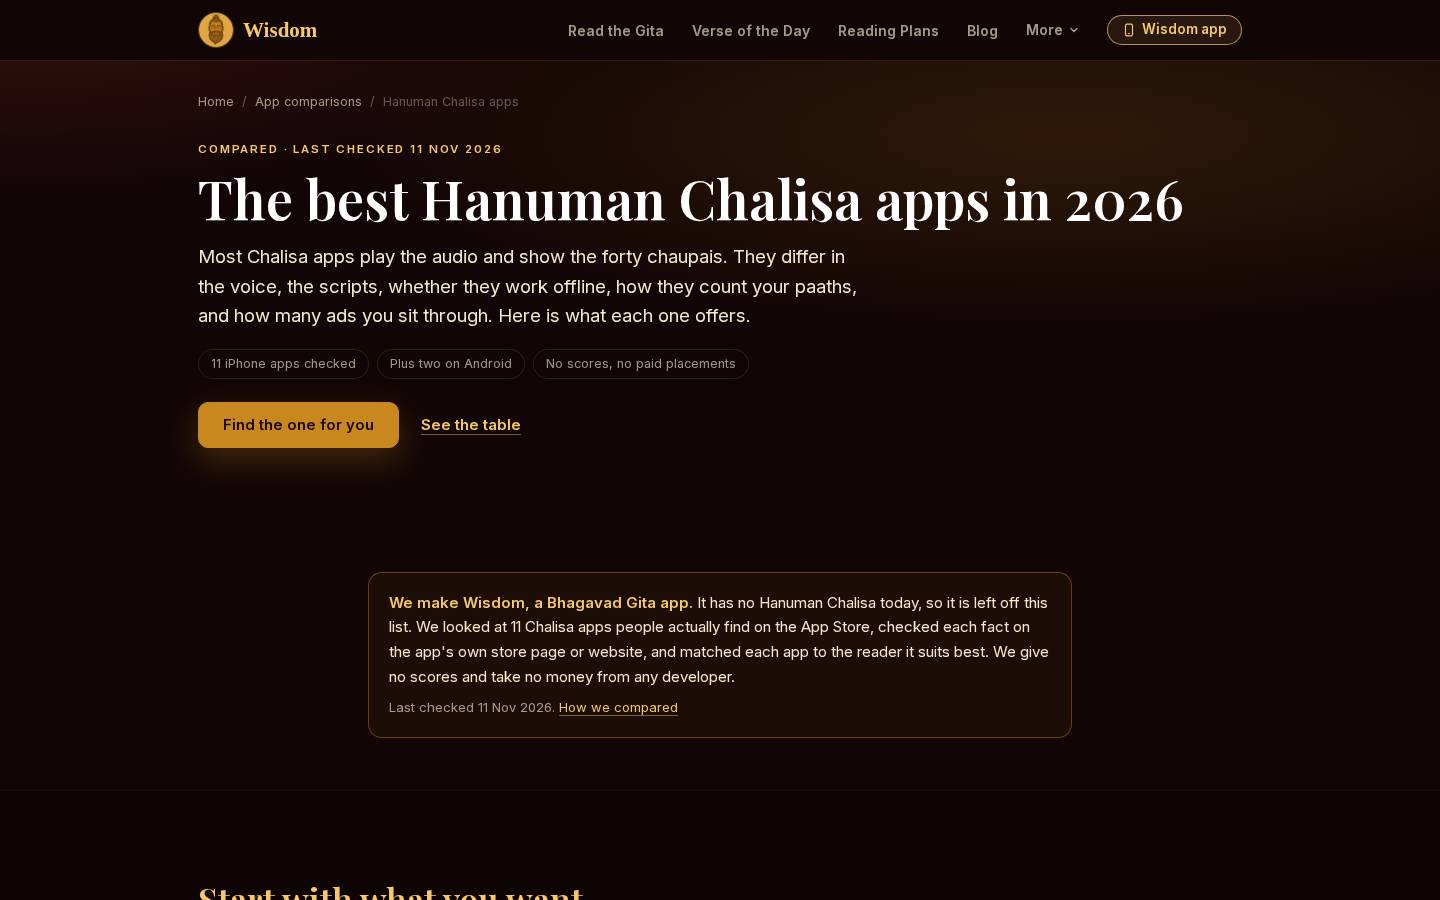 Wisdom
Read the Gita
Verse of the Day
Reading Plans
Blog
More
Wisdom app
Home / App comparisons / Hanuman Chalisa apps
COMPARED · LAST CHECKED 11 NOV 2026
The best Hanuman Chalisa apps in 2026
Most Chalisa apps play the audio and show the forty chaupais. They differ in
the voice, the scripts, whether they work offline, how they count your paaths,
and how many ads you sit through. Here is what each one offers.
11 iPhone apps checked
Plus two on Android
No scores, no paid placements
Find the one for you
See the table
We make Wisdom, a Bhagavad Gita app. It has no Hanuman Chalisa today, so it is left off this
list. We looked at 11 Chalisa apps people actually find on the App Store, checked each fact on
the app's own store page or website, and matched each app to the reader it suits best. We give
no scores and take no money from any developer.
Last checked 11 Nov 2026. How we compared
Start with what you want